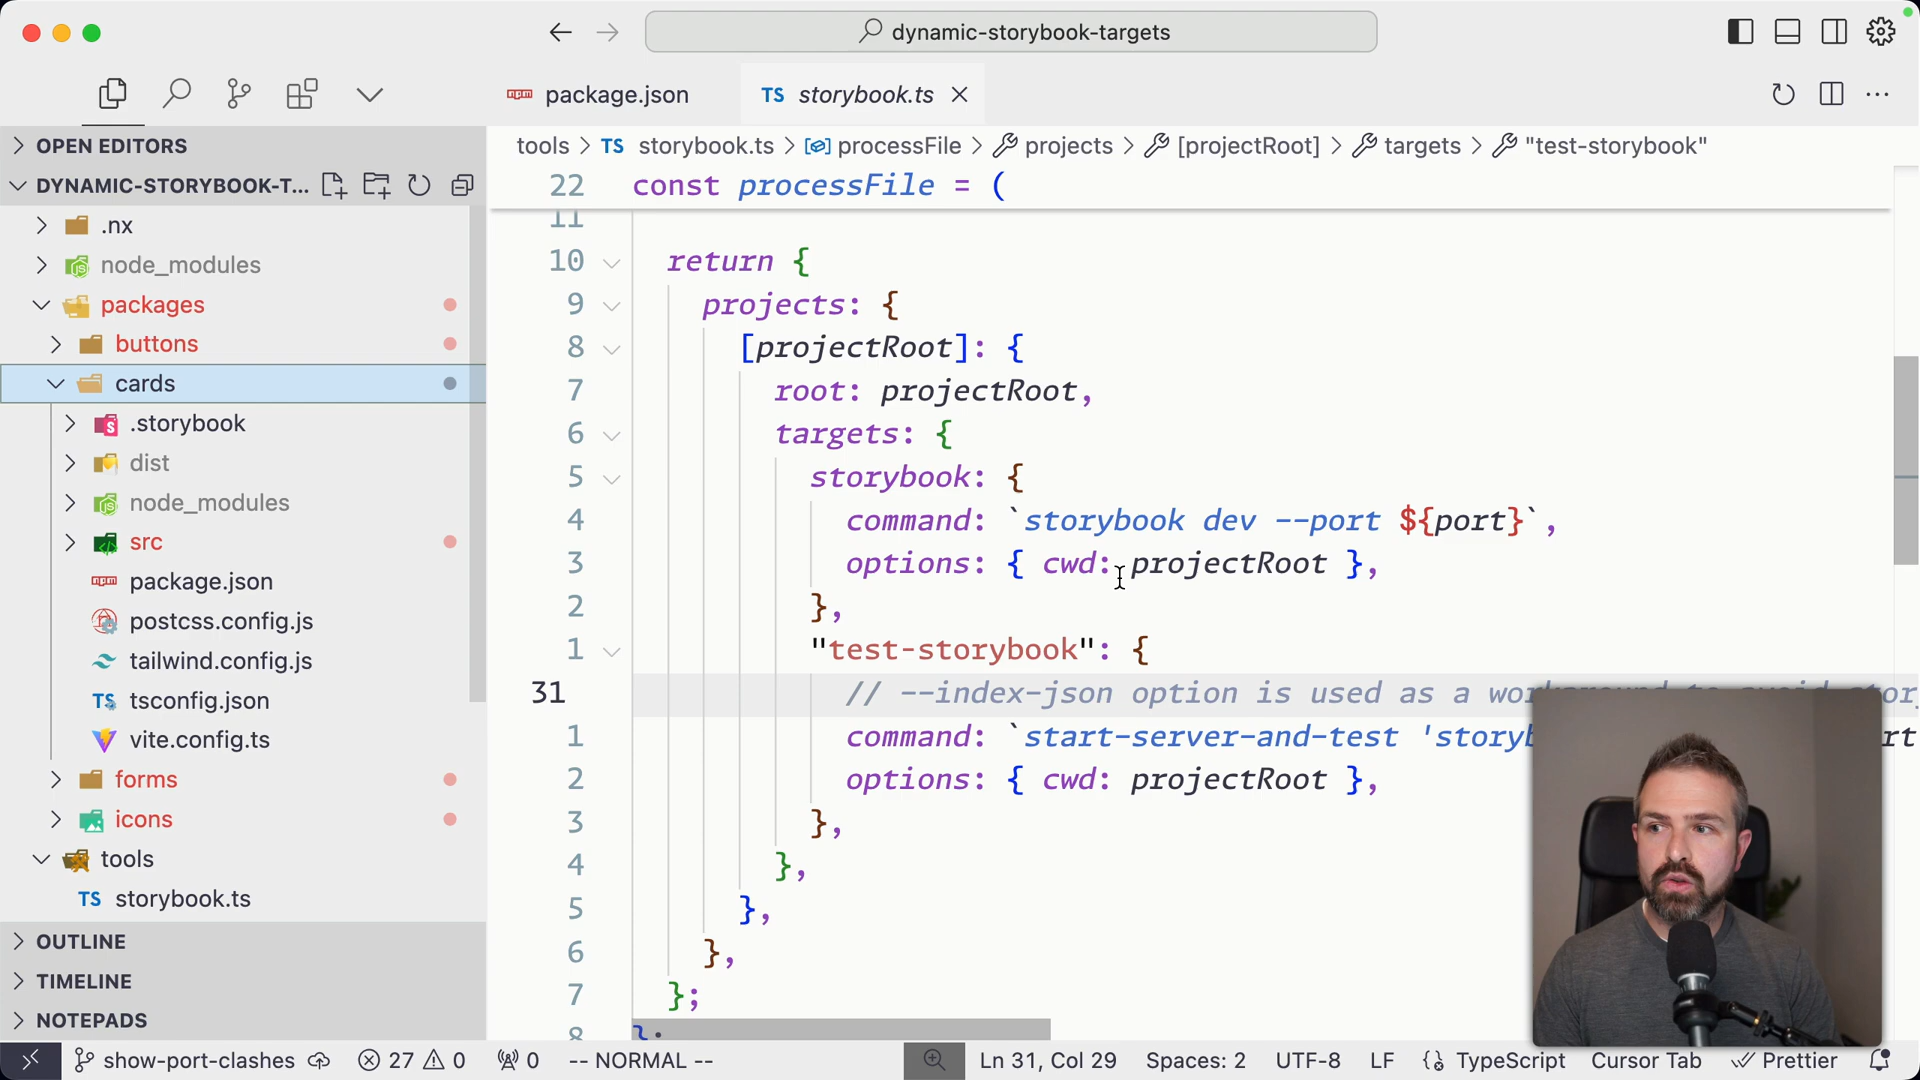 dynamic-storybook-targets
package.json
TS storybook.ts
OPEN EDITORS
tools > TS storybook.ts > processFile > projects > [projectRoot] > targets > "test-storybook"
DYNAMIC-STORYBOOK-T...
22 const processFile = (
.nx
11
node_modules
10 return {
packages
9 projects: {
buttons
8 [projectRoot]: {
cards
7 root: projectRoot,
.storybook
6 targets: {
dist
5 storybook: {
node_modules
4 command: `storybook dev --port ${port}`,
src
3 options: { cwd: projectRoot },
package.json
2 },
postcss.config.js
1 "test-storybook": {
tailwind.config.js
31 // --index-json option is used as a
TS tsconfig.json
1 command: `start-server-and-test
vite.config.ts
2 options: { cwd: projectRoot },
forms
3 },
icons
4 },
tools
5 },
TS storybook.ts
6 },
OUTLINE
7 };
TIMELINE
8 };
NOTEPADS
show-port-clashes 27 0 0 -- NORMAL -- Ln 31, Col 29 Spaces: 2 UTF-8 LF {} TypeScript Cursor Tab Prettier